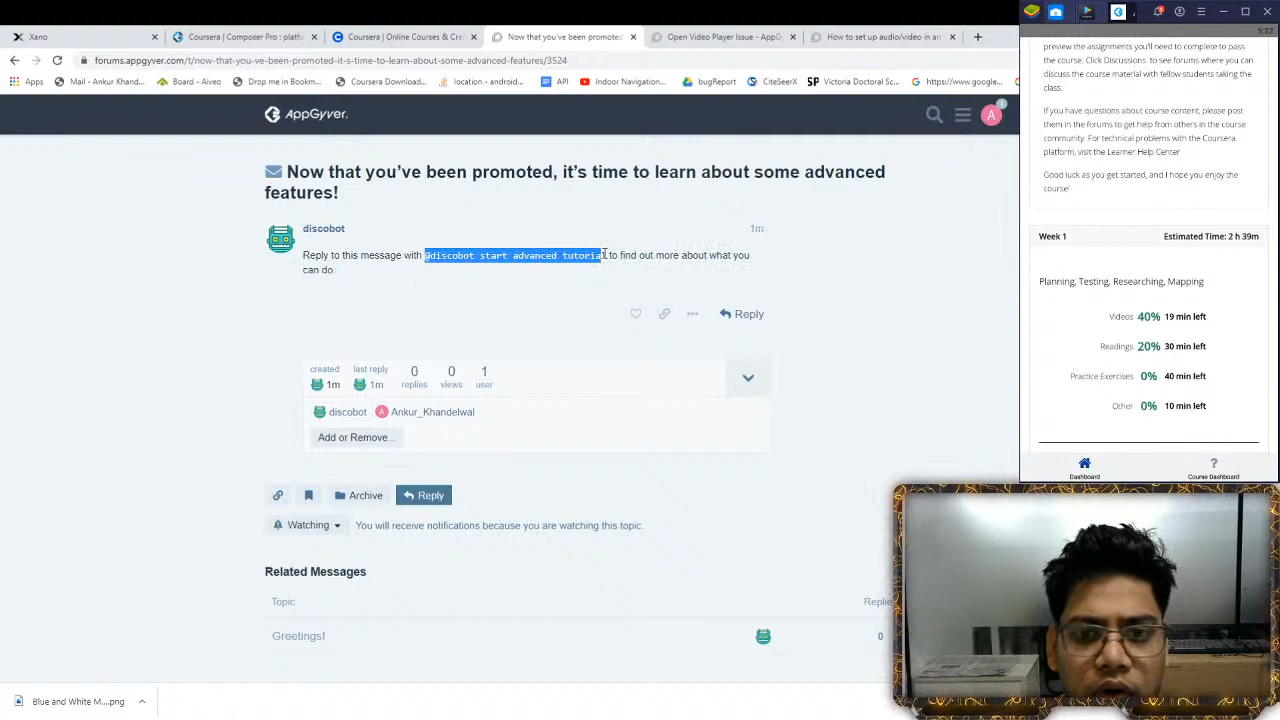 Xano
Coursera | Composer Pro : platf
Coursera | Online Courses & Cre
Now that you've been promoted
Open Video Player Issue - AppGy
How to set up audio/video in an
forums.appgyver.com/t/now-that-you-ve-been-promoted-it-s-time-to-learn-about-some-advanced-features/3524
Apps
Mail - Ankur Khand...
Board - Aiveo
Drop me in Bookm...
Coursera Download...
location - android...
API
Indoor Navigation...
bugReport
CiteSeerX
SP Victoria Doctoral Sc...
https://www.google...
AppGyver.
A
1
Now that you've been promoted, it's time to learn about some advanced
features!
discobot
1m
Reply to this message with @discobot start advanced tutorial to find out more about what you
can do.
Reply
created
last reply
1m
1m
0
replies
0
views
1
user
discobot
A Ankur_Khandelwal
Add or Remove...
Archive
Reply
Watching
You will receive notifications because you are watching this topic.
Related Messages
Topic
Replie
Greetings!
0
Blue and White M....png
5:22
preview the assignments you'll need to complete to pass
the course. Click Discussions to see forums where you can
discuss the course material with fellow students taking the
class.
If you have questions about course content, please post
them in the forums to get help from others in the course
community. For technical problems with the Coursera
platform, visit the Learner Help Center
Good luck as you get started, and I hope you enjoy the
course!
Week 1
Estimated Time: 2 h 39m
Planning, Testing, Researching, Mapping
Videos 40% 19 min left
Readings 20% 30 min left
Practice Exercises 0% 40 min left
Other 0% 10 min left
Dashboard
Course Dashboard